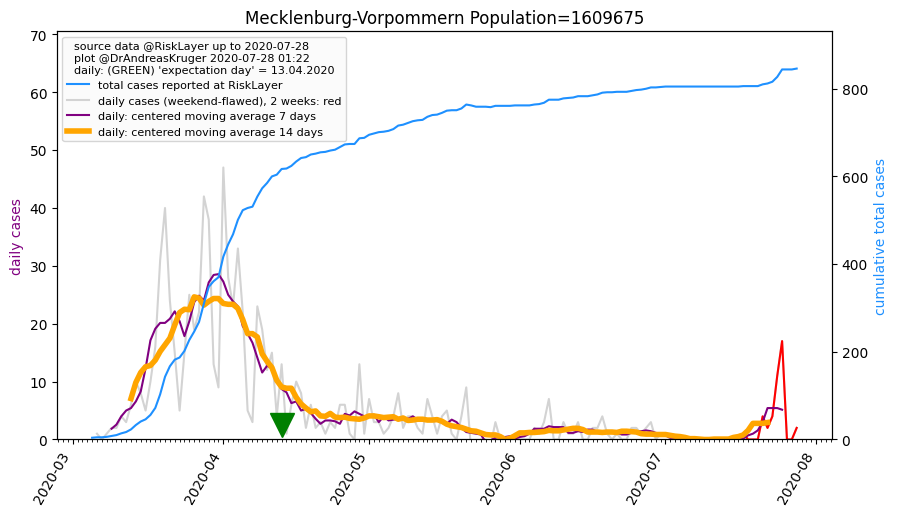 Mecklenburg-Vorpommern Population=1609675
source data @RiskLayer up to 2020-07-28
plot @DrAndreasKruger 2020-07-28 01:22
daily: (GREEN) 'expectation day' = 13.04.2020
total cases reported at RiskLayer
daily cases (weekend-flawed), 2 weeks: red
daily: centered moving average 7 days
daily: centered moving average 14 days
daily cases
70
60
50
40
30
20
10
0
cumulative total cases
800
600
400
200
0
2020-03
2020-04
2020-05
2020-06
2020-07
2020-08